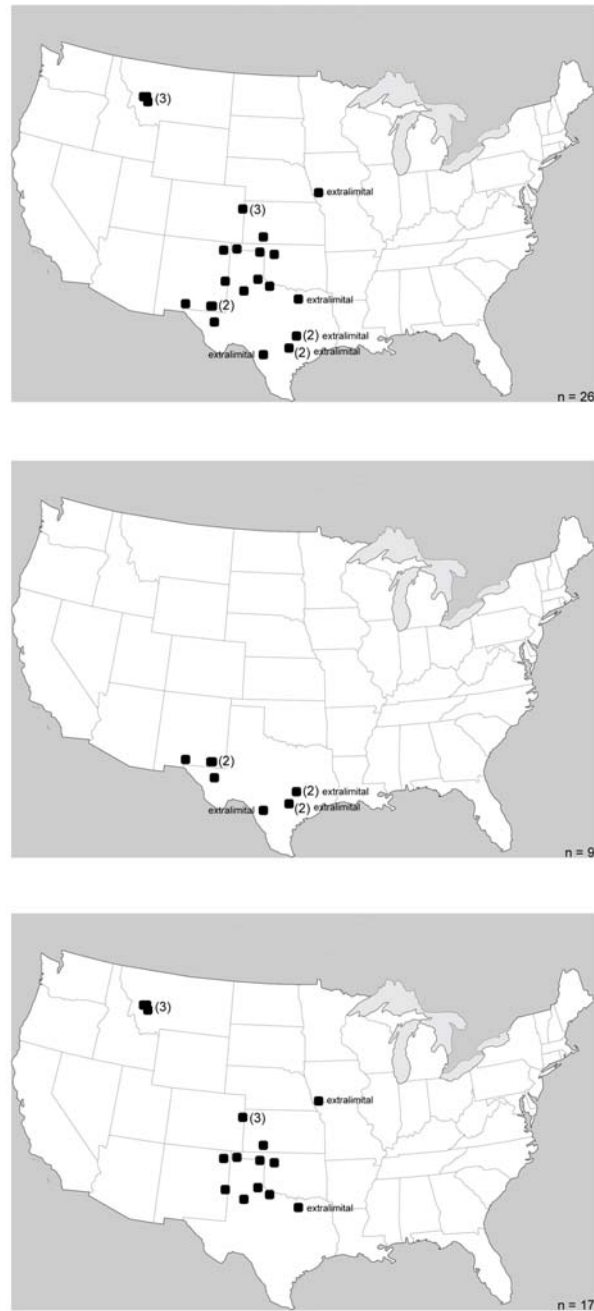 (3)
extralimital
(3)
(2)
extralimital
(2) extralimital
extralimital
(2) extralimital
n = 26
(2)
(2) extralimital
extralimital
(2) extralimital
n = 9
(3)
extralimital
(3)
extralimital
n = 17